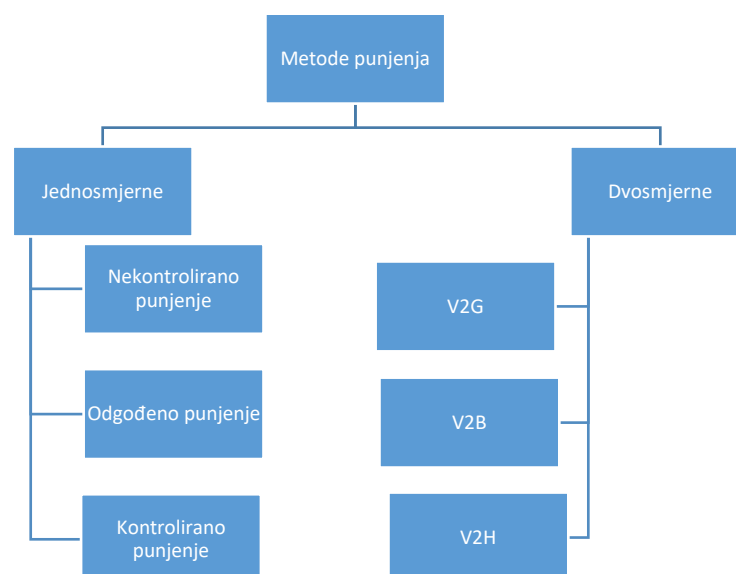 Metode punjenja
Jednosmjerne
Nekontrolirano
punjenje
Odgođeno punjenje
Kontrolirano
punjenje
Dvosmjerne
V2G
V2B
V2H